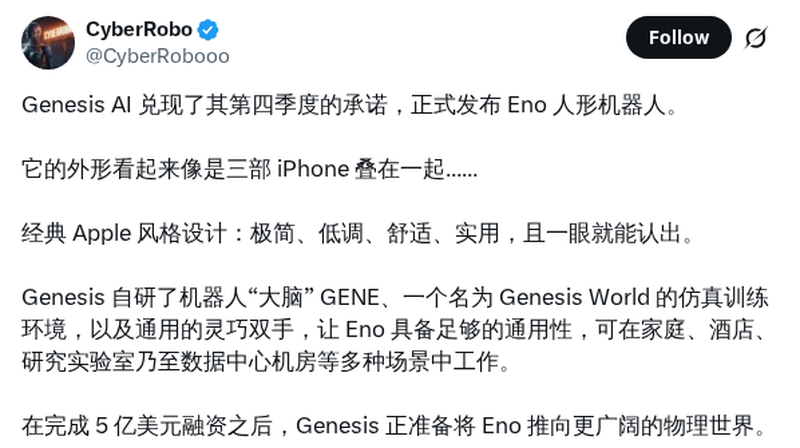 CyberRobo
@CyberRobooo
Follow
Genesis AI 兑现了其第四季度的承诺，正式发布 Eno 人形机器人。
它的外形看起来像是三部 iPhone 叠在一起......
经典 Apple 风格设计：极简、低调、舒适、实用，且一眼就能认出。
Genesis 自研了机器人“大脑” GENE、一个名为 Genesis World 的仿真训练
环境，以及通用的灵巧双手，让 Eno 具备足够的通用性，可在家庭、酒店、
研究实验室乃至数据中心机房等多种场景中工作。
在完成 5 亿美元融资之后，Genesis 正准备将 Eno 推向更广阔的物理世界。